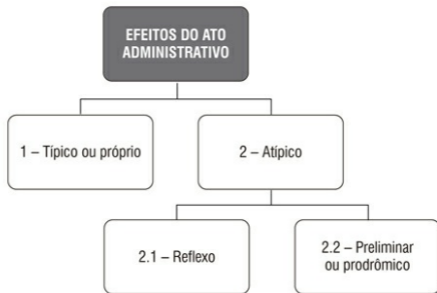 EFEITOS DO ATO
ADMINISTRATIVO
1 – Típico ou próprio
2 – Atípico
2.1 – Reflexo
2.2 – Preliminar
ou prodrômico